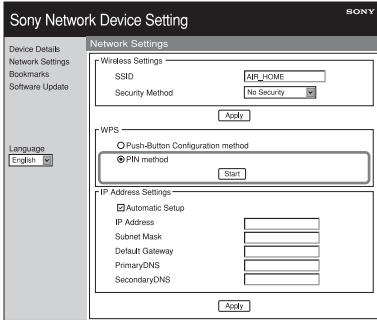 SONY
Sony Network Device Setting
Device Details
Network Settings
Bookmarks
Software Update
Language
English
Network Settings
Wireless Settings
SSID AIR_HOME
Security Method No Security
Apply
WPS
Push-Button Configuration method
PIN method
Start
IP Address Settings
Automatic Setup
IP Address
Subnet Mask
Default Gateway
PrimaryDNS
SecondaryDNS
Apply